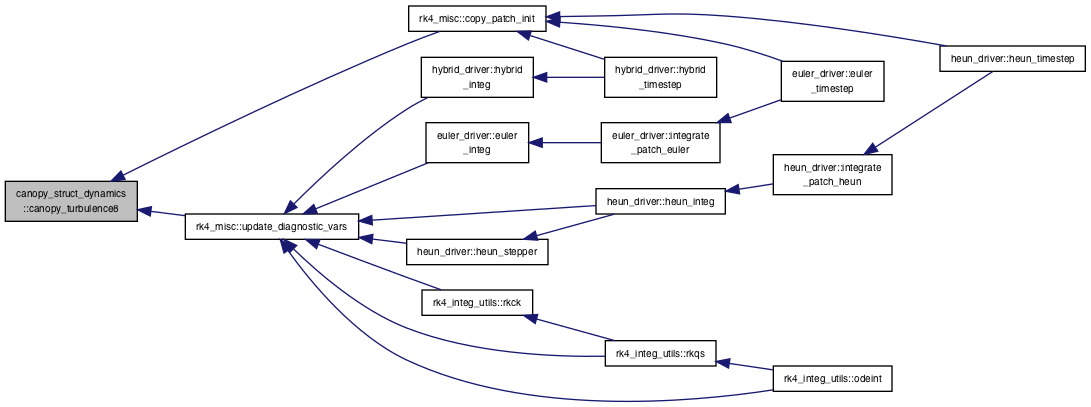 rk4_misc::copy_patch_init
heun_driver::heun_timestep
hybrid_driver::hybrid
_integ
hybrid_driver::hybrid
_timestep
euler_driver::euler
_timestep
euler_driver::euler
_integ
euler_driver::integrate
_patch_euler
heun_driver::integrate
_patch_heun
canopy_struct_dynamics
::canopy_turbulence8
rk4_misc::update_diagnostic_vars
heun_driver::heun_integ
heun_driver::heun_stepper
rk4_integ_utils::rkck
rk4_integ_utils::rkqs
rk4_integ_utils::odeint